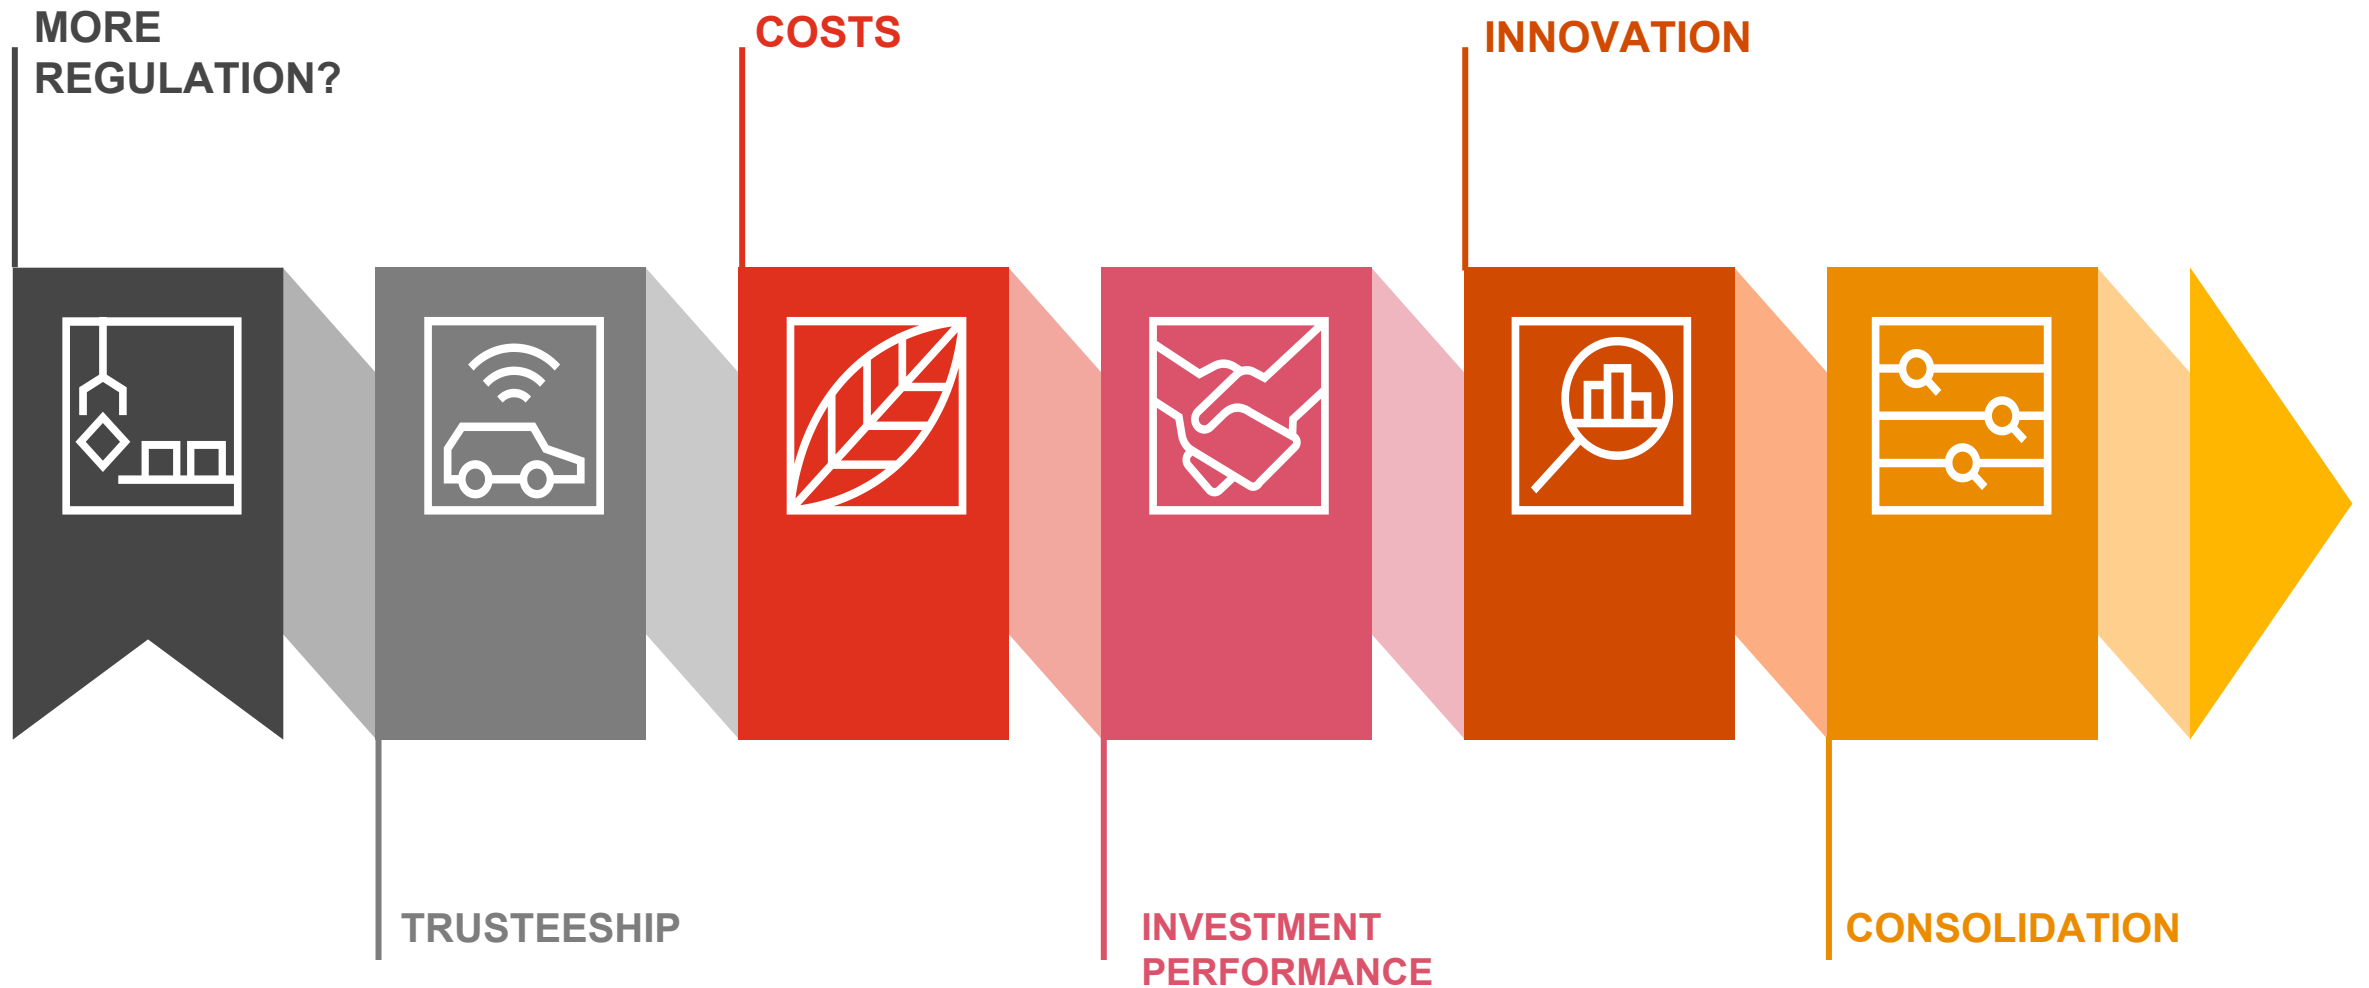 MORE
REGULATION?
COSTS
INNOVATION
TRUSTEESHIP
INVESTMENT
PERFORMANCE
CONSOLIDATION